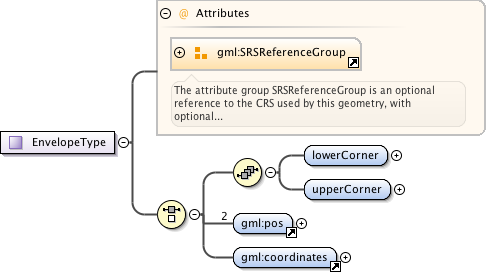 @ Attributes
gml:SRSReferenceGroup
The attribute group SRSReferenceGroup is an optional
reference to the CRS used by this geometry, with
optional...
EnvelopeType
lowerCorner
upperCorner
2
gml:pos
gml:coordinates